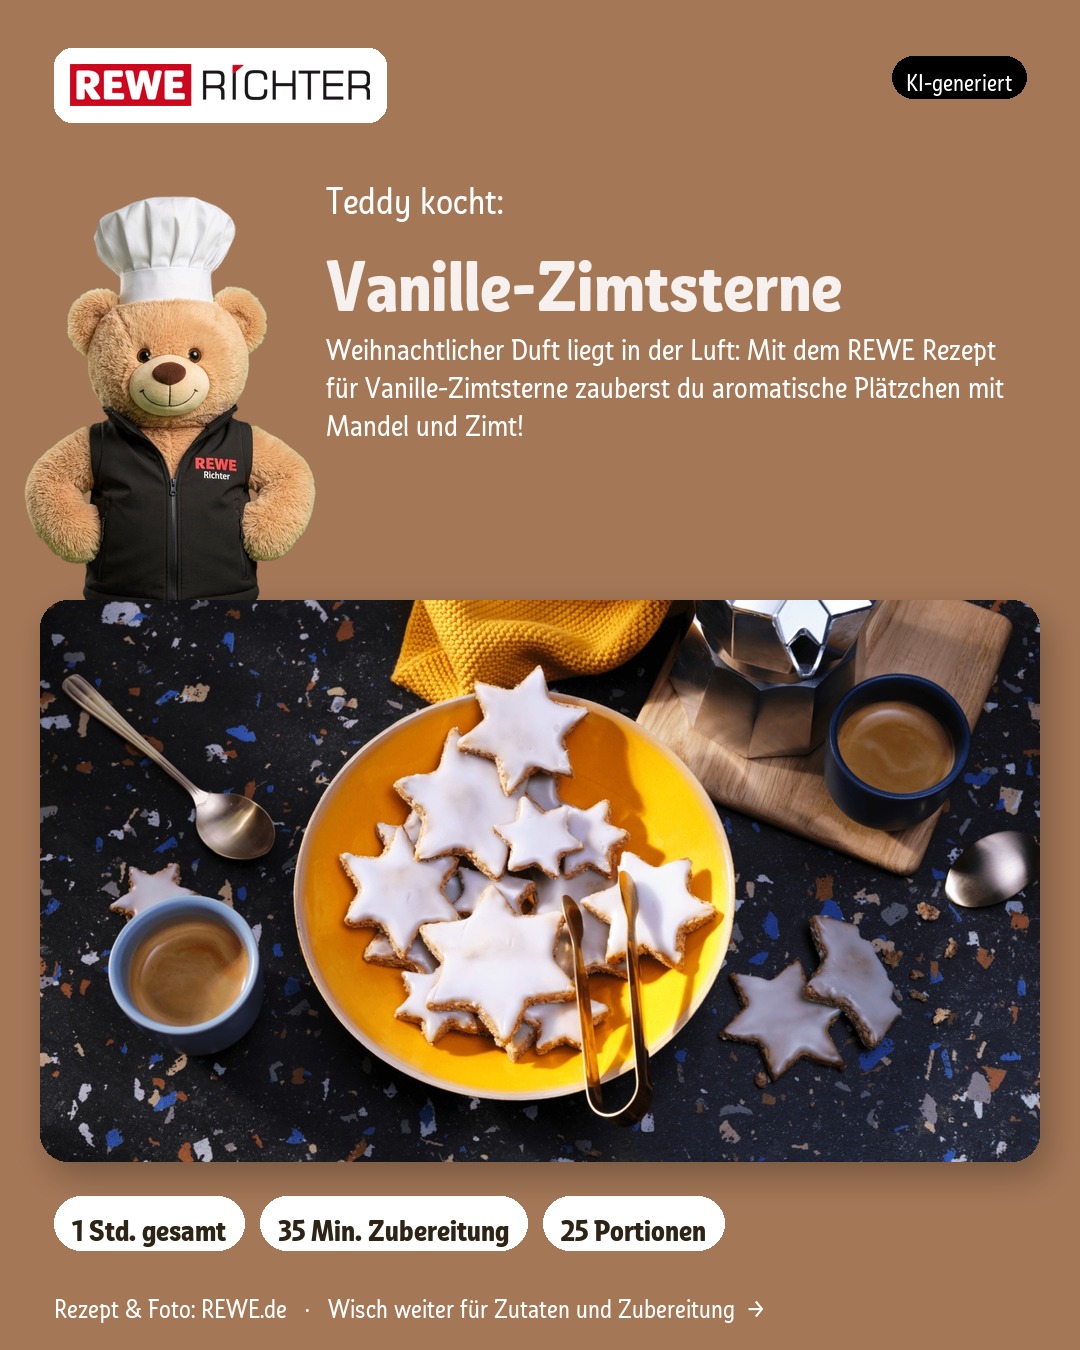 REWE RICHTER
KI-generiert
Teddy kocht:
Vanille-Zimtsterne
Weihnachtlicher Duft liegt in der Luft: Mit dem REWE Rezept
für Vanille-Zimtsterne zauberst du aromatische Plätzchen mit
Mandel und Zimt!
REWE
Richter
1 Std. gesamt
35 Min. Zubereitung
25 Portionen
Rezept & Foto: REWE.de · Wisch weiter für Zutaten und Zubereitung →